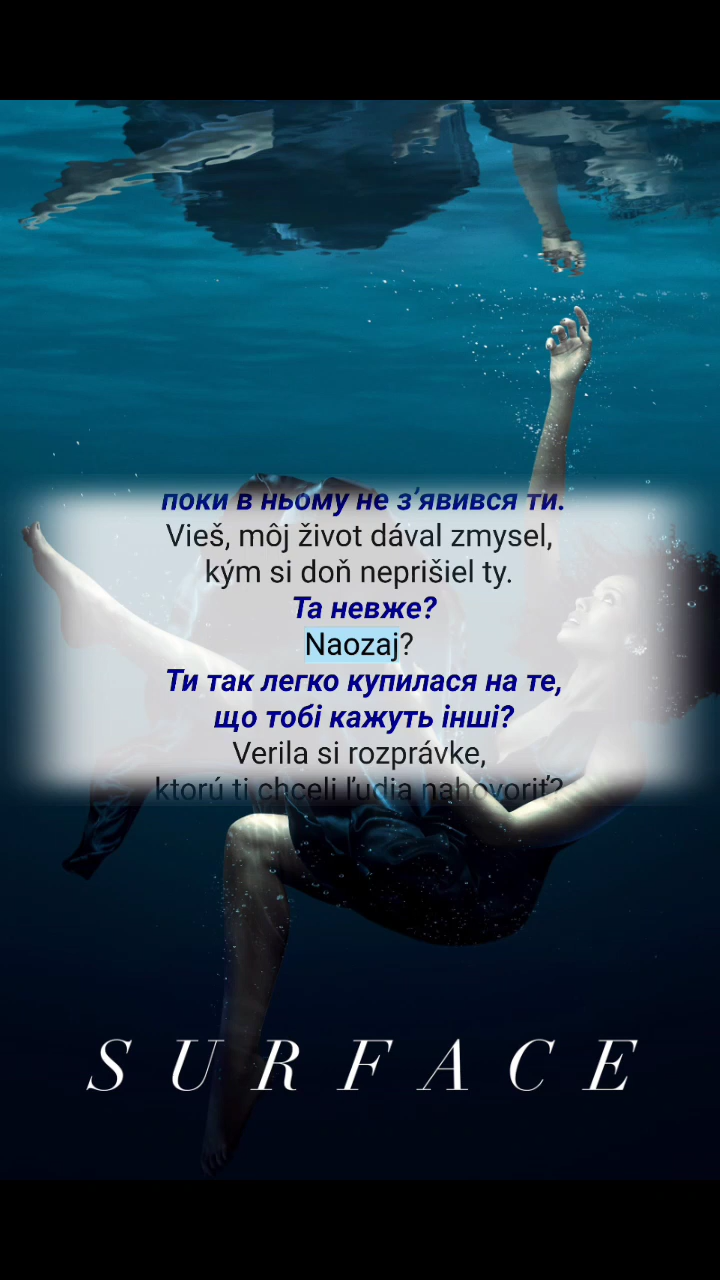 поки в ньому не з’явився ти.
Vieš, môj život dával zmysel,
kým si doň neprišiel ty.
Та невже?
Naozaj?
Ти так легко купилася на те,
що тобі кажуть інші?
Verila si rozprávke,
ktorú ti chceli ľudia nahovoriť?
SURFACE